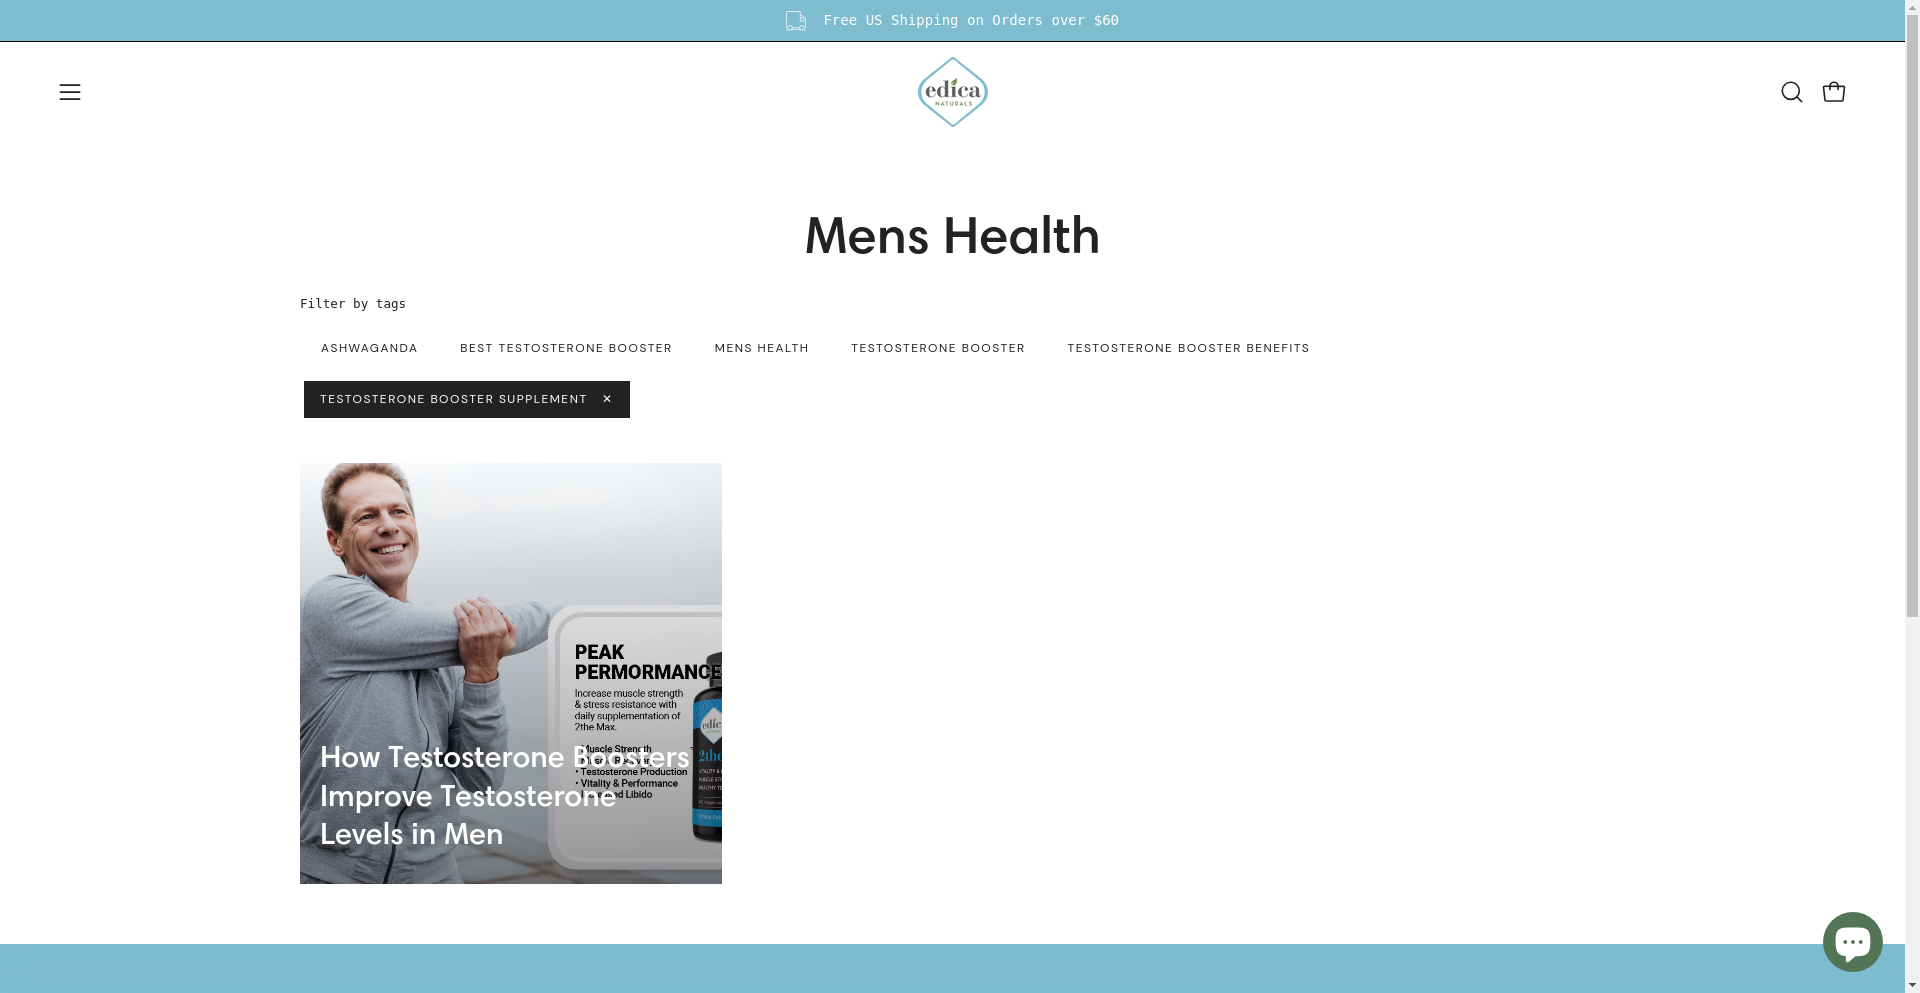 Free US Shipping on Orders over $60
edica
NATURALS
Mens Health
Filter by tags
ASHWAGANDA
BEST TESTOSTERONE BOOSTER
MENS HEALTH
TESTOSTERONE BOOSTER
TESTOSTERONE BOOSTER BENEFITS
TESTOSTERONE BOOSTER SUPPLEMENT ×
PEAK
PERMORMANCE
Increase muscle strength
& stress resistance with
daily supplementation of
2the Max.
• Muscle Strength
• Testosterone Production
• Vitality & Performance
Libido
How Testosterone Boosters
Improve Testosterone
Levels in Men